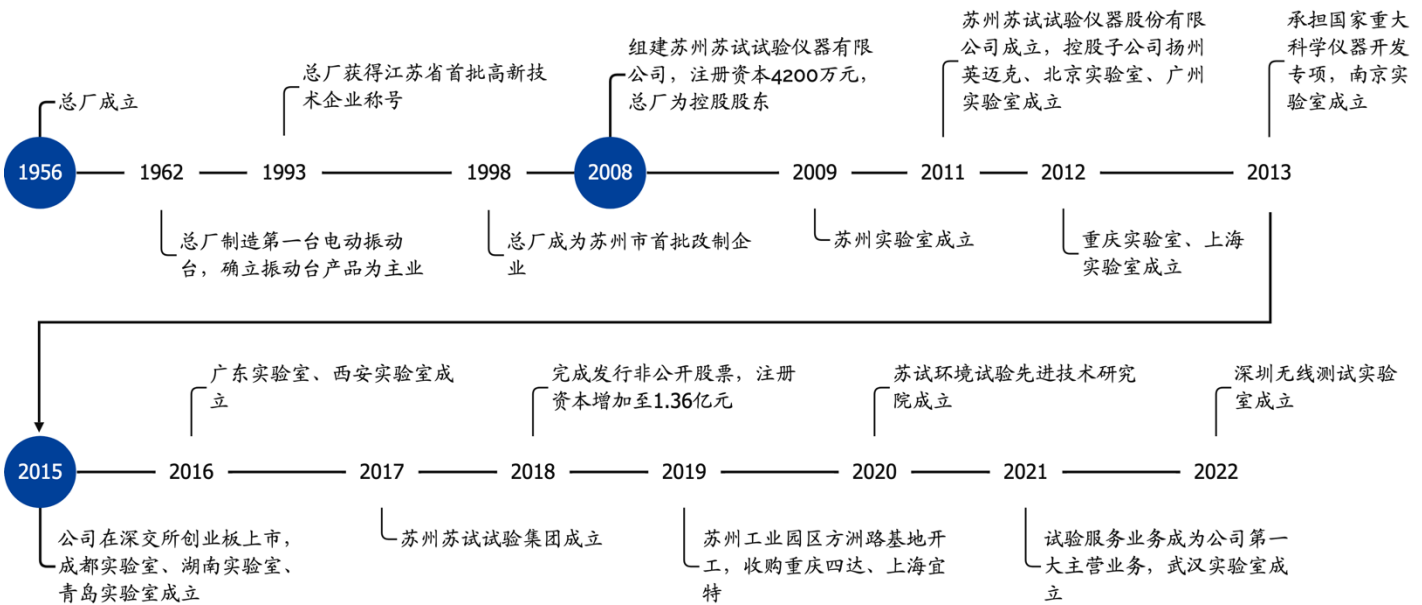 总厂成立
总厂获得江苏省首批高新技
术企业称号
组建苏州苏试试验仪器有限
公司，注册资本4200万元，
总厂为控股股东
苏州苏试试验仪器股份有限
公司成立，控股子公司扬州
英迈克、北京实验室、广州
实验室成立
承担国家重大
科学仪器开发
专项，南京实
验室成立
1956
1962
1993
1998
2008
2009
2011
2012
2013
总厂制造第一台电动振动
台，确立振动台产品为主业
总厂成为苏州市首批改制企
业
苏州实验室成立
重庆实验室、上海
实验室成立
广东实验室、西安实验室成
立
完成发行非公开股票，注册
资本增加至1.36亿元
苏试环境试验先进技术研究
院成立
深圳无线测试实验
室成立
2015
2016
2017
2018
2019
2020
2021
2022
公司在深交所创业板上市，
成都实验室、湖南实验室、
青岛实验室成立
苏州苏试试验集团成立
苏州工业园区方洲路基地开
工，收购重庆四达、上海宜
特
试验服务业务成为公司第一
大主营业务，武汉实验室成
立